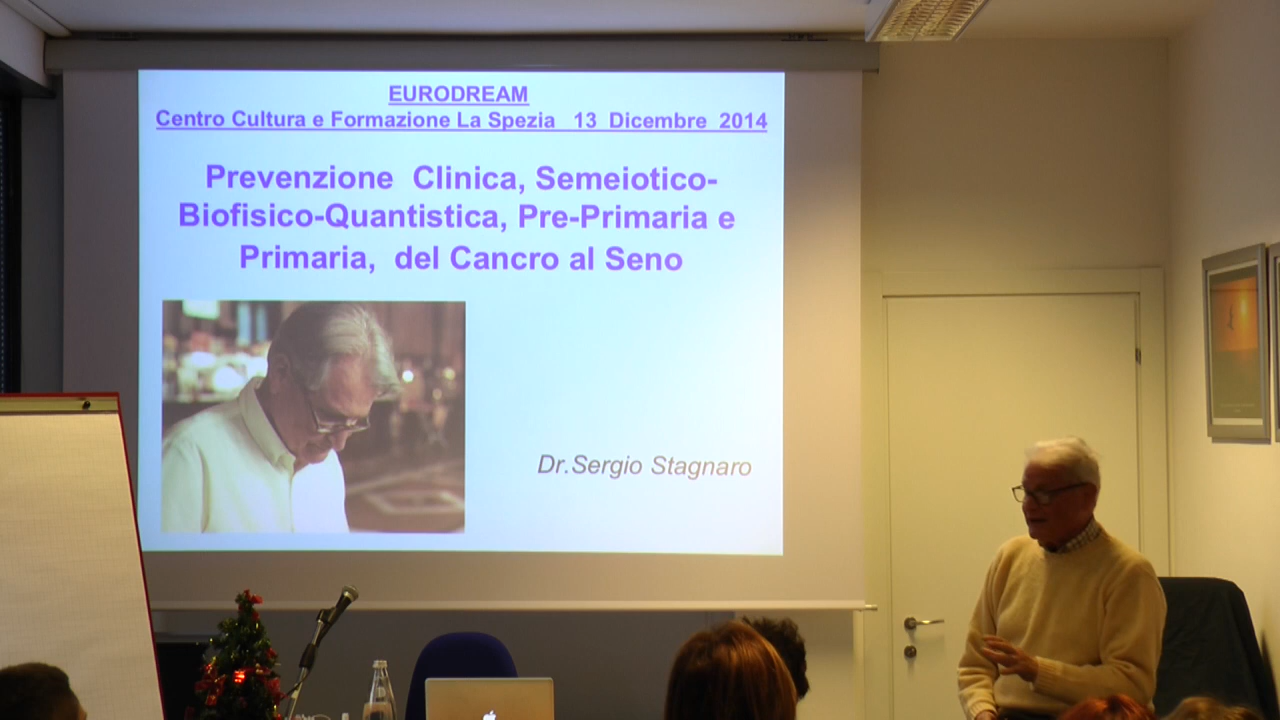 EURODREAM
Centro Cultura e Formazione La Spezia 13 Dicembre 2014
Prevenzione Clinica, Semeiotico-
Biofisico-Quantistica, Pre-Primaria e
Primaria, del Cancro al Seno
Dr.Sergio Stagnaro